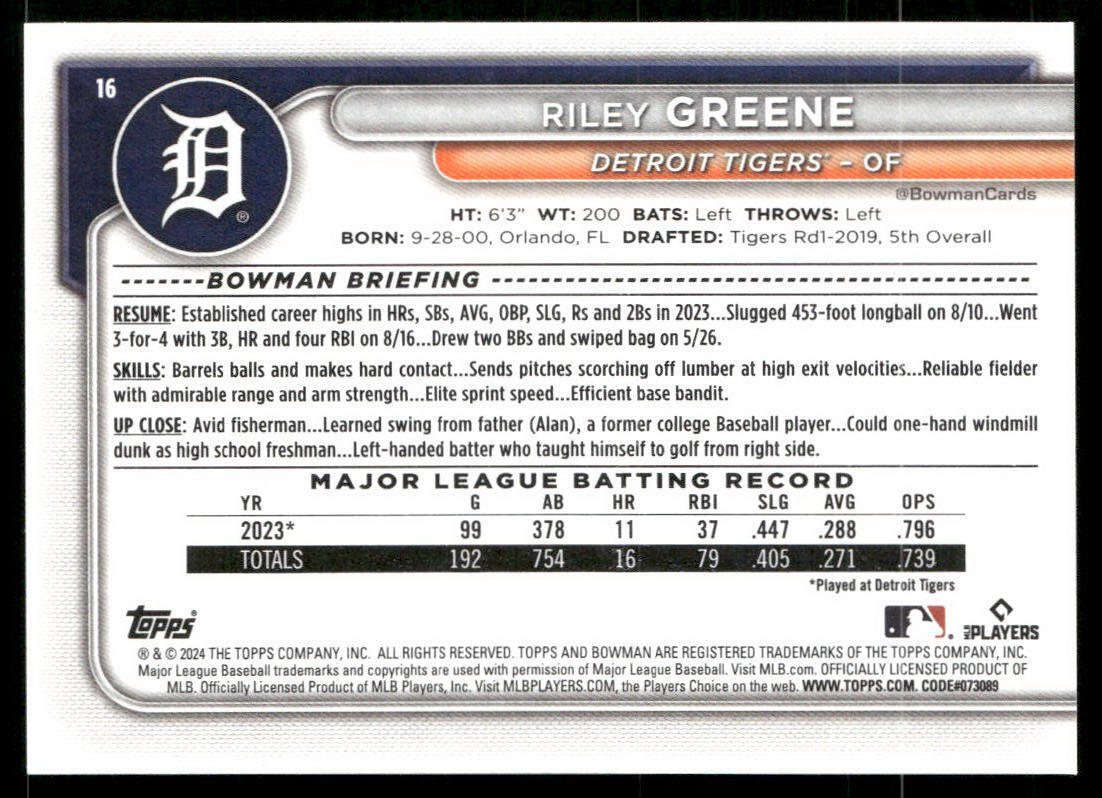 16
D ®
RILEY GREENE
DETROIT TIGERS® – OF
@BowmanCards
HT: 6'3" WT: 200 BATS: Left THROWS: Left
BORN: 9-28-00, Orlando, FL DRAFTED: Tigers Rd1-2019, 5th Overall
BOWMAN BRIEFING
RESUME: Established career highs in HRs, SBs, AVG, OBP, SLG, Rs and 2Bs in 2023...Slugged 453-foot longball on 8/10...Went
3-for-4 with 3B, HR and four RBI on 8/16...Drew two BBs and swiped bag on 5/26.
SKILLS: Barrels balls and makes hard contact...Sends pitches scorching off lumber at high exit velocities...Reliable fielder
with admirable range and arm strength...Elite sprint speed...Efficient base bandit.
UP CLOSE: Avid fisherman...Learned swing from father (Alan), a former college Baseball player...Could one-hand windmill
dunk as high school freshman...Left-handed batter who taught himself to golf from right side.
MAJOR LEAGUE BATTING RECORD
YR G AB HR RBI SLG AVG OPS
2023* 99 378 11 37 .447 .288 .796
TOTALS 192 754 16 79 .405 .271 .739
*Played at Detroit Tigers
Topps®
MLB PLAYERS
® & © 2024 THE TOPPS COMPANY, INC. ALL RIGHTS RESERVED. TOPPS AND BOWMAN ARE REGISTERED TRADEMARKS OF THE TOPPS COMPANY, INC.
Major League Baseball trademarks and copyrights are used with permission of Major League Baseball. Visit MLB.com. OFFICIALLY LICENSED PRODUCT OF
MLB. Officially Licensed Product of MLB Players, Inc. Visit MLBPLAYERS.COM, the Players Choice on the web. WWW.TOPPS.COM. CODE#073089